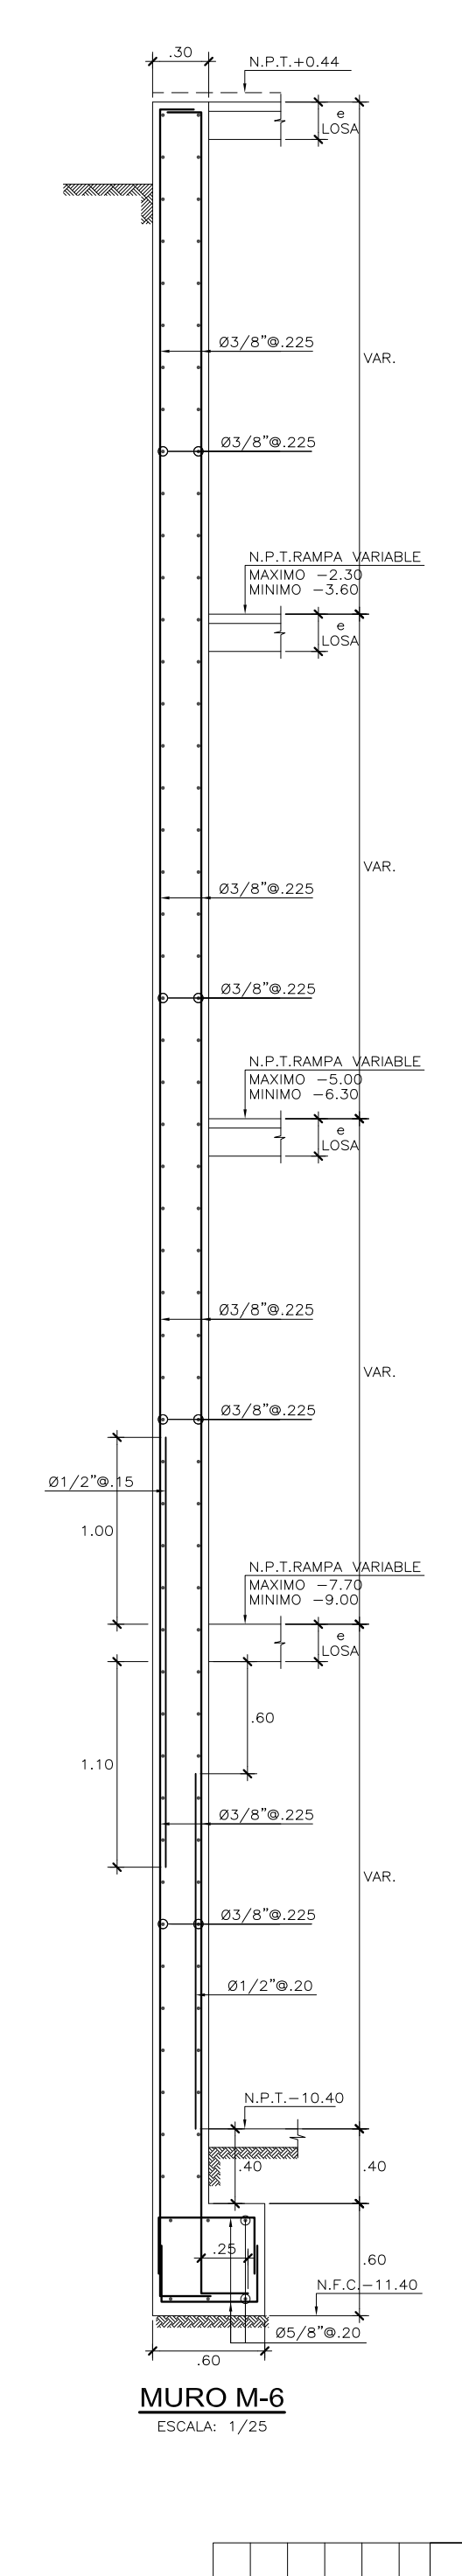 .30
N.P.T.+0.44
e
LOSA
Ø3/8"@.225
VAR.
Ø3/8"@.225
N.P.T.RAMPA VARIABLE
MAXIMO -2.30
MINIMO -3.60
e
LOSA
VAR.
Ø3/8"@.225
Ø3/8"@.225
N.P.T.RAMPA VARIABLE
MAXIMO -5.00
MINIMO -6.30
e
LOSA
Ø3/8"@.225
VAR.
Ø3/8"@.225
Ø1/2"@.15
1.00
N.P.T.RAMPA VARIABLE
MAXIMO -7.70
MINIMO -9.00
e
LOSA
.60
1.10
Ø3/8"@.225
VAR.
Ø3/8"@.225
Ø1/2"@.20
N.P.T.-10.40
.40
.40
.25
.60
N.F.C.-11.40
Ø5/8"@.20
.60
MURO M-6
ESCALA: 1/25